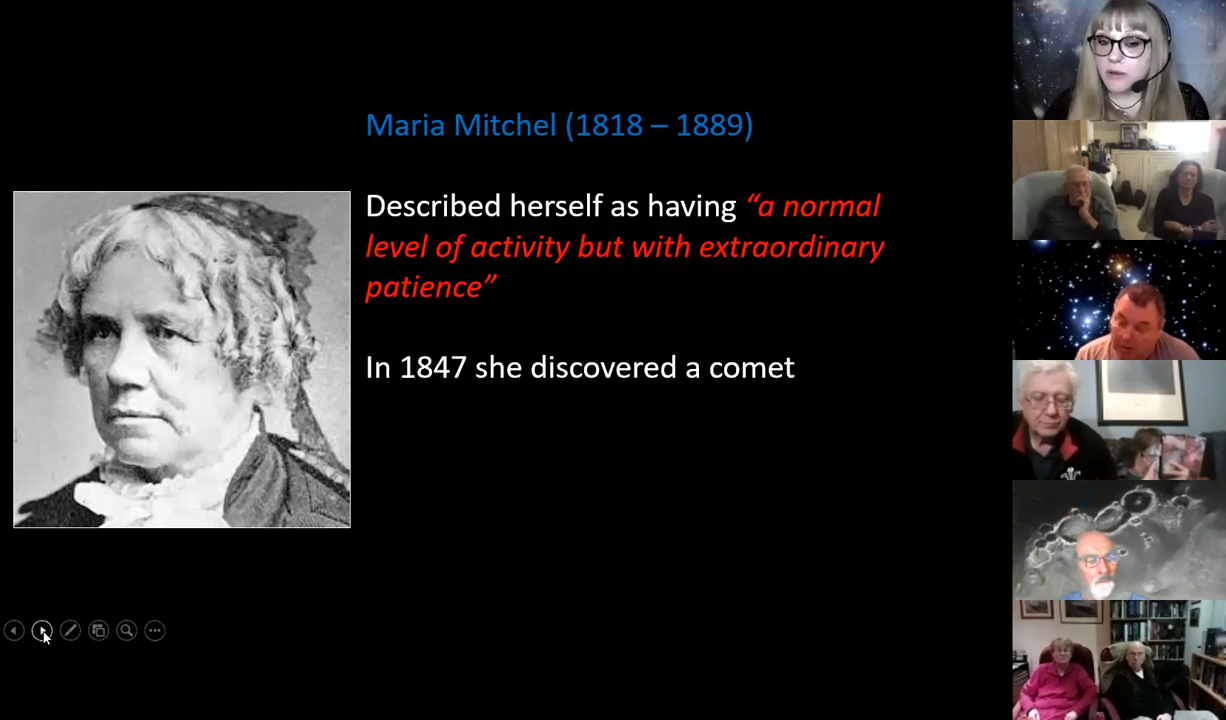 Maria Mitchel (1818 – 1889)
Described herself as having “a normal
level of activity but with extraordinary
patience”
In 1847 she discovered a comet